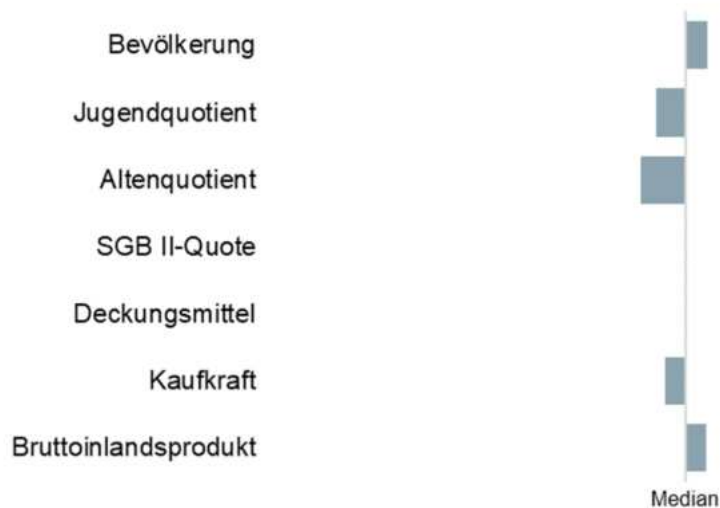 Bevölkerung
Jugendquotient
Altenquotient
SGB II-Quote
Deckungsmittel
Kaufkraft
Bruttoinlandsprodukt
Median